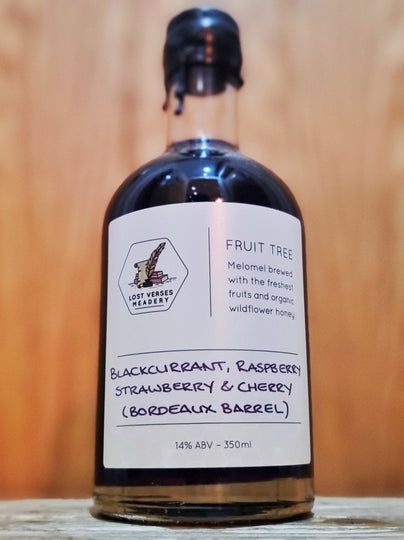 LOST VERSES
MEADERY
FRUIT TREE
Melomel brewed
with the freshest
fruits and organic
wildflower honey
BLACKCURRANT, RASPBERRY
STRAWBERRY & CHERRY
(BORDEAUX BARREL)
14% ABV - 350ml